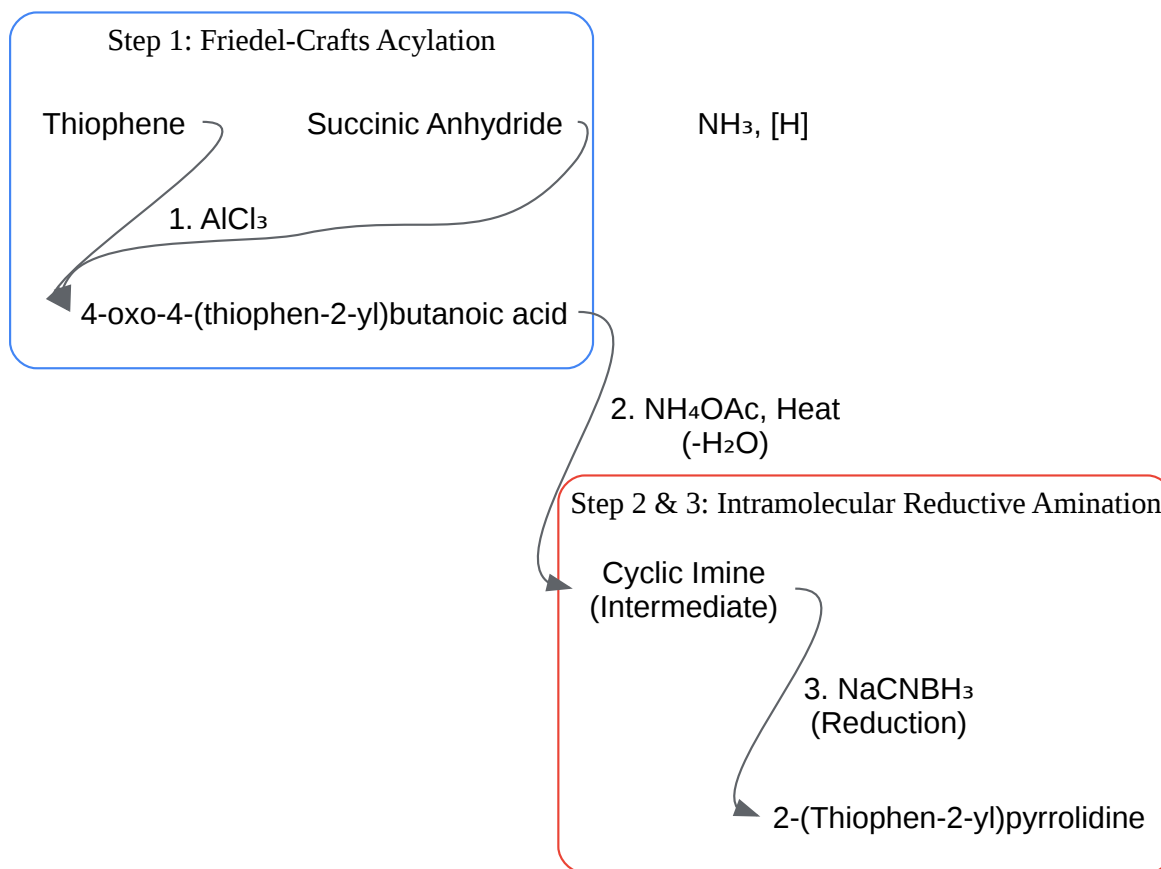 Step 1: Friedel-Crafts Acylation
Thiophene
Succinic Anhydride
NH₃, [H]
1. AlCl₃
4-oxo-4-(thiophen-2-yl)butanoic acid
2. NH₄OAc, Heat
(-H₂O)
Step 2 & 3: Intramolecular Reductive Amination
Cyclic Imine
(Intermediate)
3. NaCNBH₃
(Reduction)
2-(Thiophen-2-yl)pyrrolidine